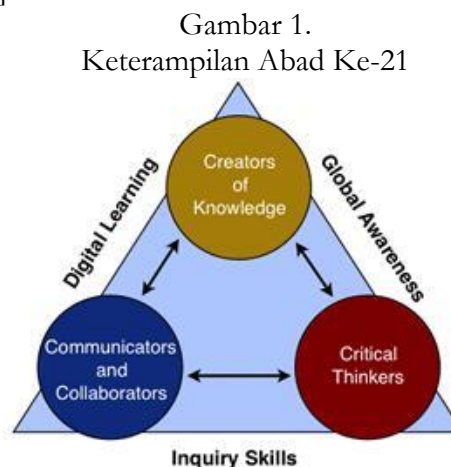 Gambar 1.
Keterampilan Abad Ke-21
Creators
of
Knowledge
Digital Learning
Global Awareness
Communicators
and
Collaborators
Critical
Thinkers
Inquiry Skills